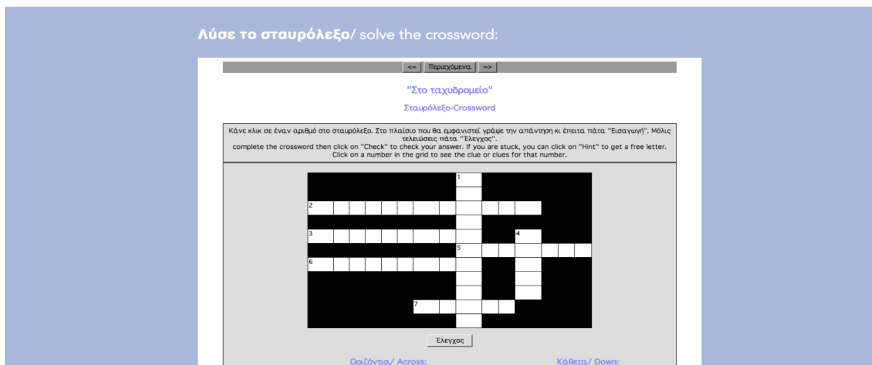 Λύσε το σταυρόλεξο/ solve the crossword:
<= Περιεχόμενα =>
"Στο ταχυδρομείο"
Σταυρόλεξο-Crossword
Κάνε κλικ σε έναν αριθμό στο σταυρόλεξο. Στο πλαίσιο που θα εμφανιστεί γράψε την απάντηση κι έπειτα πάτα "Εισαγωγή". Μόλις
τελειώσεις πάτα "Έλεγχος".
complete the crossword then click on "Check" to check your answer. If you are stuck, you can click on "Hint" to get a free letter.
Click on a number in the grid to see the clue or clues for that number.
1
2
3 4
5
6
7
Έλεγχος
Οριζόντια/ Across: Κάθετα/ Down: